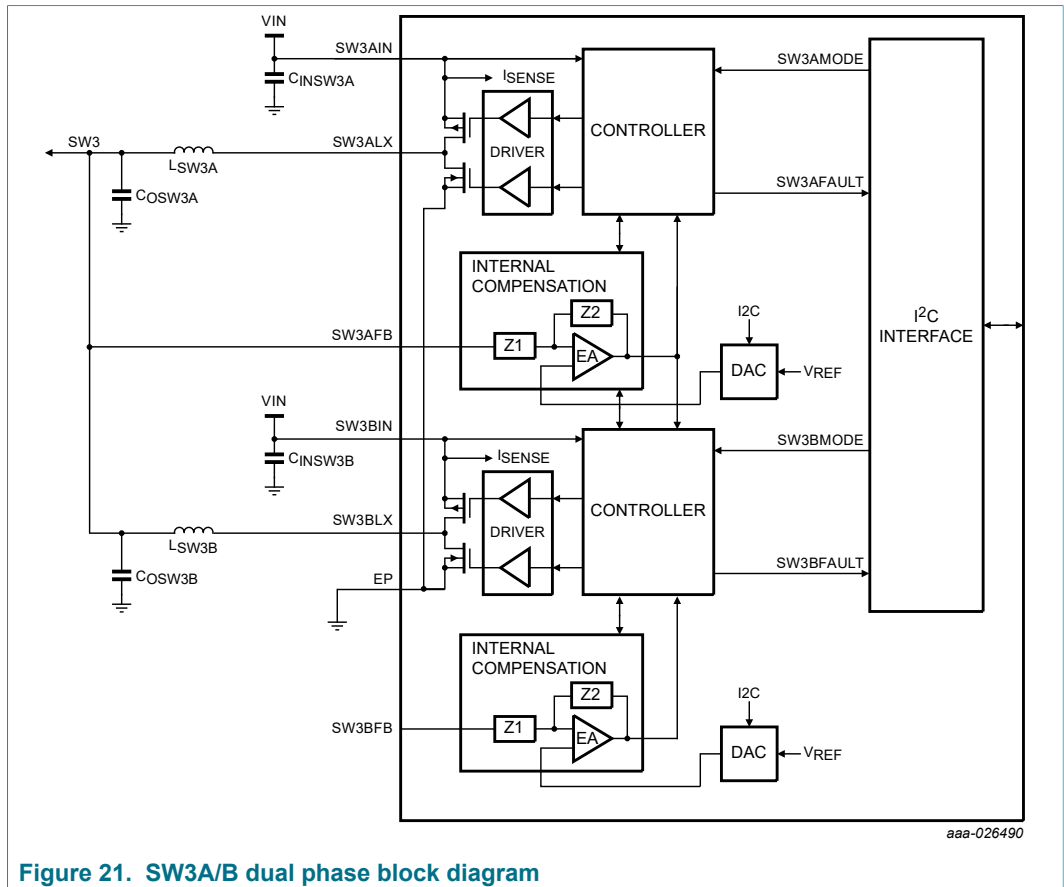 VIN
SW3AIN
CINSW3A
ISENSE
SW3AMODE
CONTROLLER
SW3
LSW3A
SW3ALX
DRIVER
COSW3A
SW3AFAULT
INTERNAL
COMPENSATION
Z2
I2C
I2C
INTERFACE
SW3AFB
Z1
EA
DAC
VREF
VIN
SW3BIN
CINSW3B
ISENSE
SW3BMODE
CONTROLLER
LSW3B
SW3BLX
DRIVER
COSW3B
EP
SW3BFAULT
INTERNAL
COMPENSATION
Z2
I2C
SW3BFB
Z1
EA
DAC
VREF
aaa-026490
Figure 21. SW3A/B dual phase block diagram